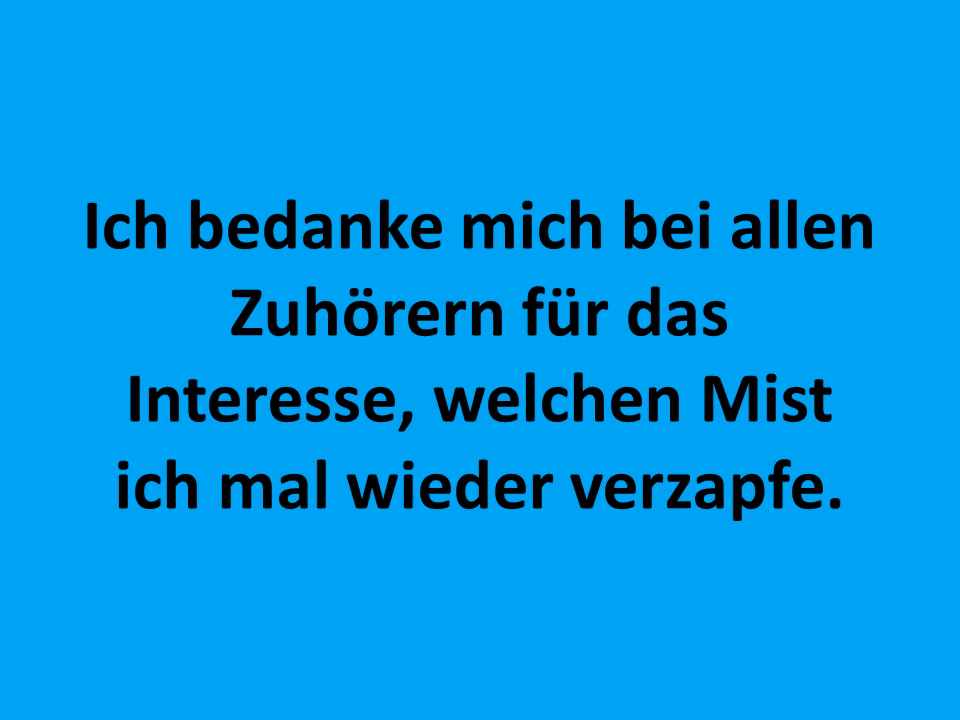 Ich bedanke mich bei allen
Zuhörern für das
Interesse, welchen Mist
ich mal wieder verzapfe.